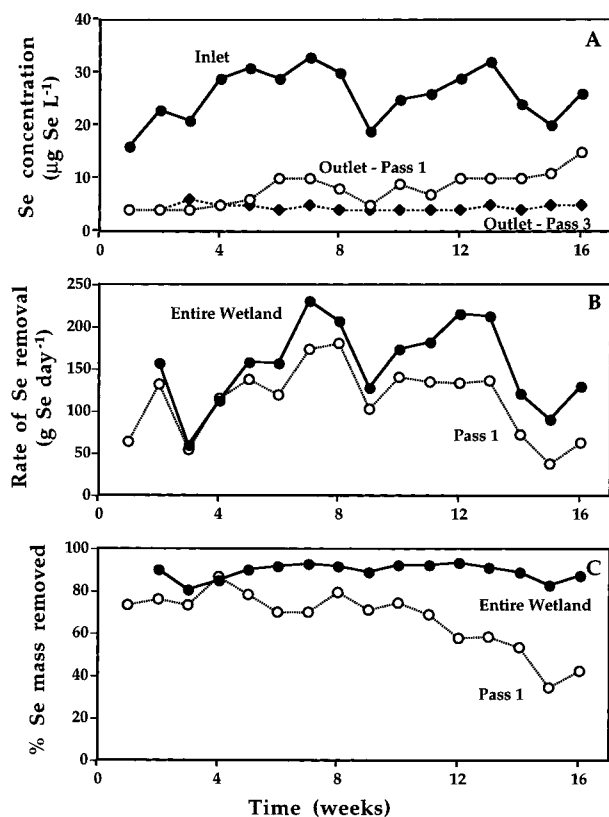 A
Se concentration
(µg Se L⁻¹)
40
30
20
10
0
Inlet
Outlet - Pass 1
Outlet - Pass 3
0 4 8 12 16
B
Rate of Se removal
(g Se day⁻¹)
250
200
150
100
50
0
Entire Wetland
Pass 1
0 4 8 12 16
C
% Se mass removed
100
80
60
40
20
0
Entire Wetland
Pass 1
0 4 8 12 16
Time (weeks)